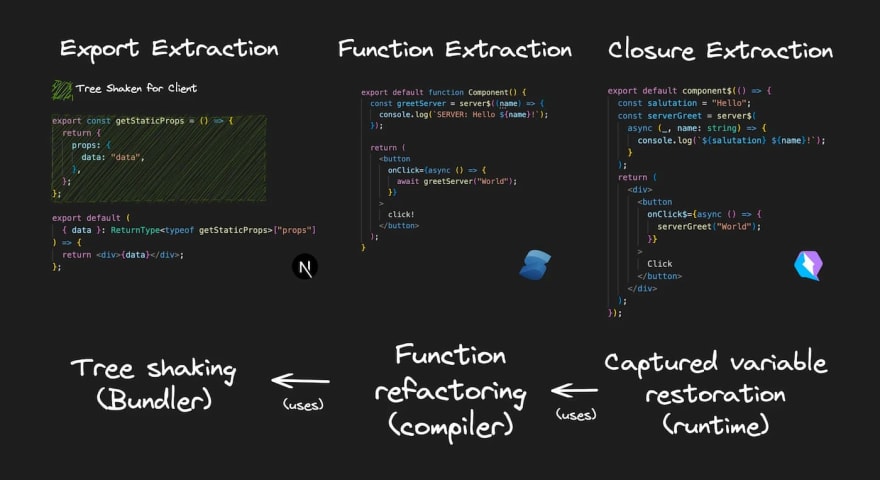 Export Extraction
Tree Shaken for Client
export const getStaticProps = () => {
return {
props: {
data: "data",
},
};
};
export default (
{ data }: ReturnType<typeof getStaticProps>["props"]
) => {
return <div>{data}</div>;
};
N
Function Extraction
export default function Component() {
const greetServer = server$((name) => {
console.log(`SERVER: Hello ${name}!`);
});
return (
<button
onClick={async () => {
await greetServer("World");
}}
>
click!
</button>
);
}
Closure Extraction
export default component$(() => {
const salutation = "Hello";
const serverGreet = server$(
async (_, name: string) => {
console.log(`${salutation} ${name}!`);
}
);
return (
<div>
<button
onClick$={async () => {
serverGreet("World");
}}
>
Click
</button>
</div>
);
});
Tree shaking
(Bundler)
(uses)
Function
refactoring
(compiler)
(uses)
Captured variable
restoration
(runtime)